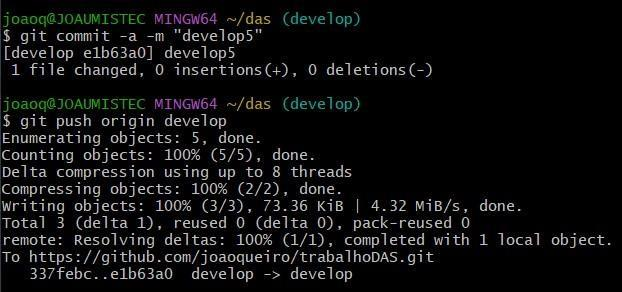 joaoq@JOAUMISTEC MINGW64 ~/das (develop)
$ git commit -a -m "develop5"
[develop e1b63a0] develop5
 1 file changed, 0 insertions(+), 0 deletions(-)

joaoq@JOAUMISTEC MINGW64 ~/das (develop)
$ git push origin develop
Enumerating objects: 5, done.
Counting objects: 100% (5/5), done.
Delta compression using up to 8 threads
Compressing objects: 100% (2/2), done.
Writing objects: 100% (3/3), 73.36 KiB | 4.32 MiB/s, done.
Total 3 (delta 1), reused 0 (delta 0), pack-reused 0
remote: Resolving deltas: 100% (1/1), completed with 1 local object.
To https://github.com/joaoqueiro/trabalhoDAS.git
   337febc..e1b63a0  develop -> develop